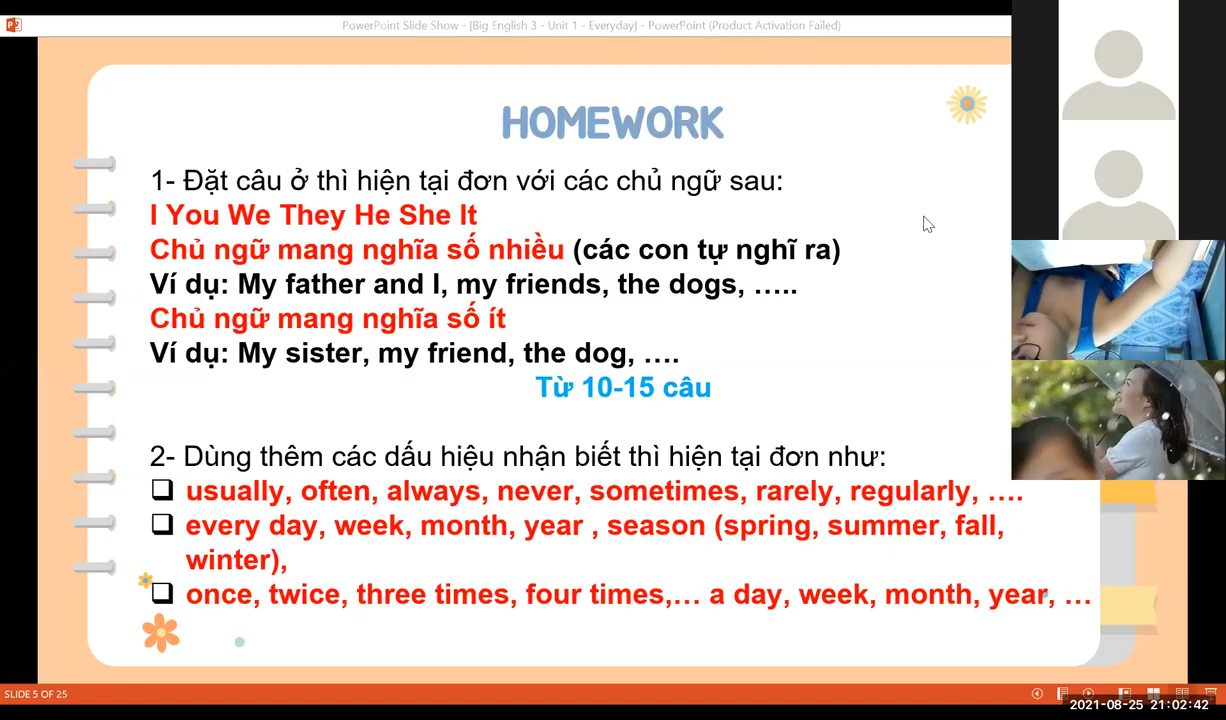 PowerPoint Slide Show - [Big English 3 - Unit 1 - Everyday] - PowerPoint (Product Activation Failed)
HOMEWORK
1- Đặt câu ở thì hiện tại đơn với các chủ ngữ sau:
I You We They He She It
Chủ ngữ mang nghĩa số nhiều (các con tự nghĩ ra)
Ví dụ: My father and I, my friends, the dogs, …..
Chủ ngữ mang nghĩa số ít
Ví dụ: My sister, my friend, the dog, ….
Từ 10-15 câu
2- Dùng thêm các dấu hiệu nhận biết thì hiện tại đơn như:
usually, often, always, never, sometimes, rarely, regularly, ….
every day, week, month, year , season (spring, summer, fall,
winter),
once, twice, three times, four times,… a day, week, month, year, …
SLIDE 5 OF 25
2021-08-25 21:02:42